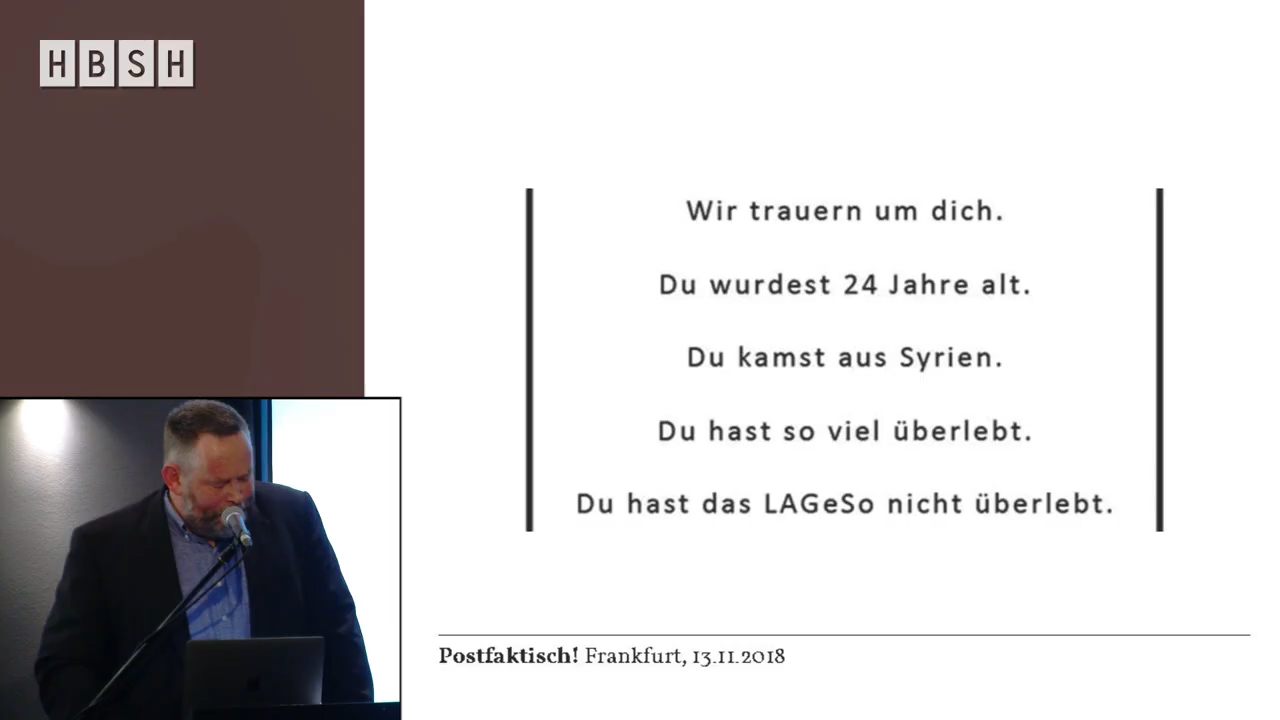 HBSH
Wir trauern um dich.
Du wurdest 24 Jahre alt.
Du kamst aus Syrien.
Du hast so viel überlebt.
Du hast das LAGeSo nicht überlebt.
Postfaktisch! Frankfurt, 13.11.2018